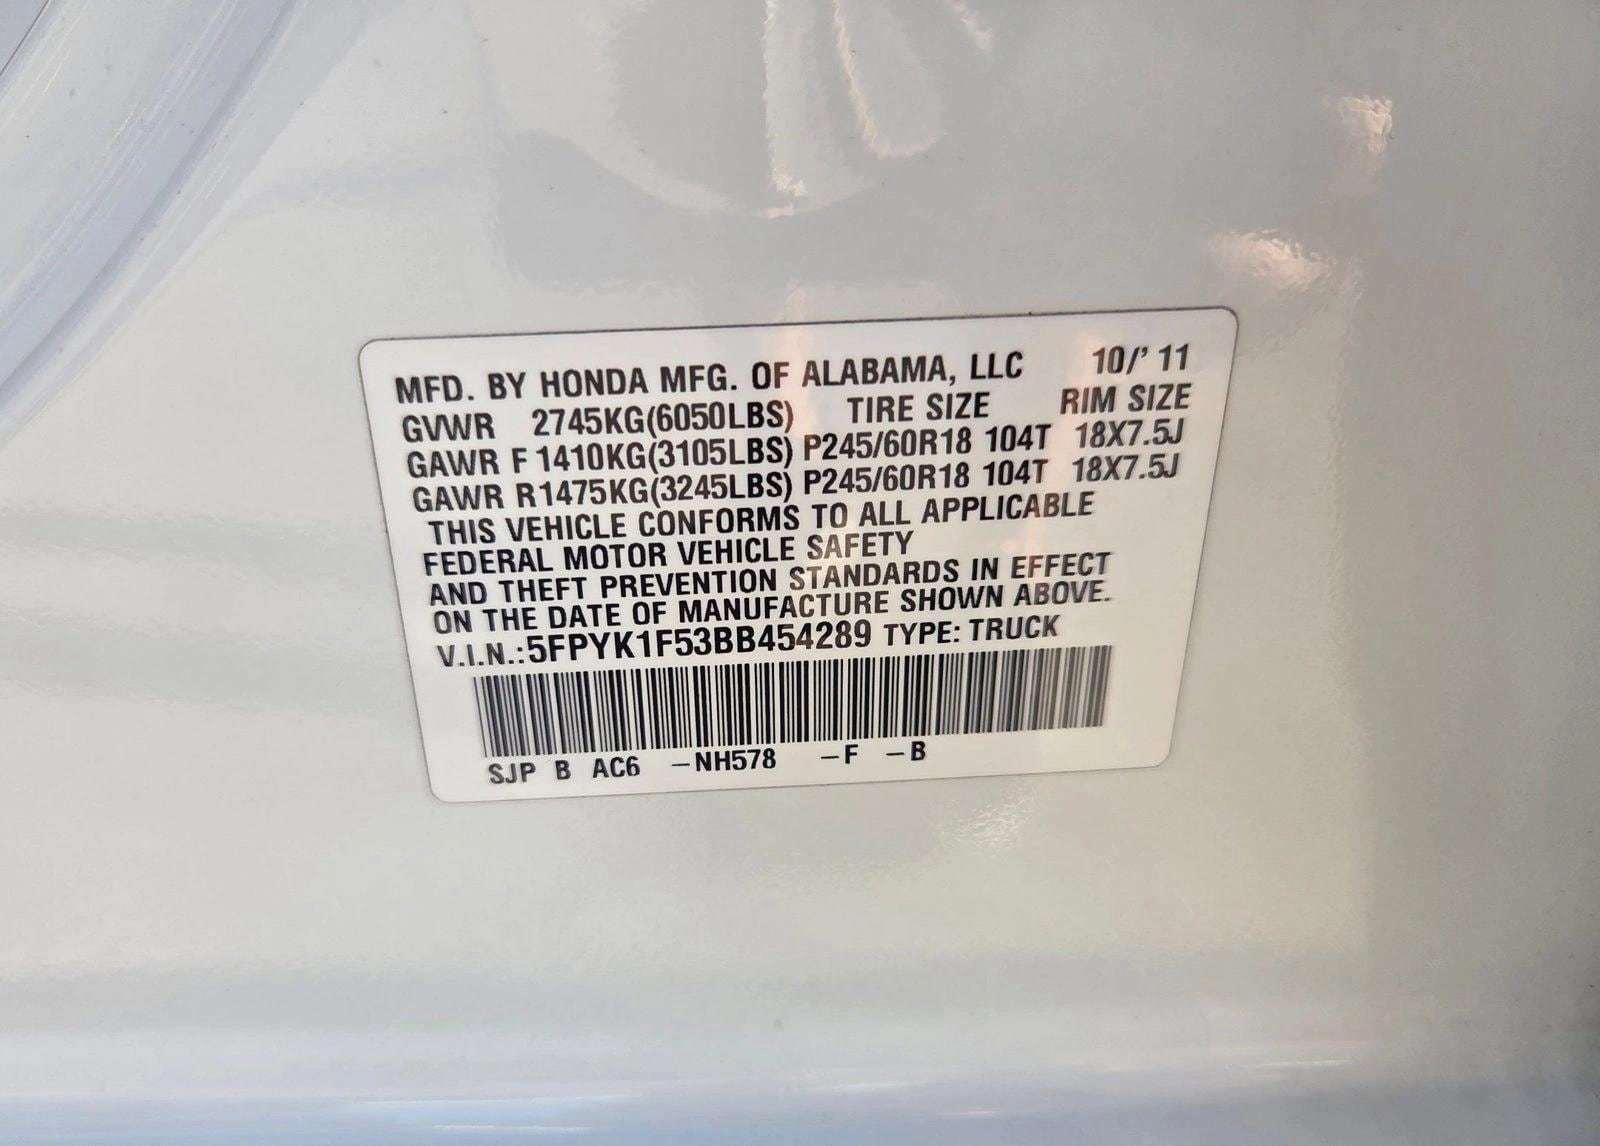 MFD. BY HONDA MFG. OF ALABAMA, LLC 10/' 11
GVWR 2745KG(6050LBS) TIRE SIZE RIM SIZE
GAWR F 1410KG(3105LBS) P245/60R18 104T 18X7.5J
GAWR R1475KG(3245LBS) P245/60R18 104T 18X7.5J
THIS VEHICLE CONFORMS TO ALL APPLICABLE
FEDERAL MOTOR VEHICLE SAFETY
AND THEFT PREVENTION STANDARDS IN EFFECT
ON THE DATE OF MANUFACTURE SHOWN ABOVE.
V.I.N.:5FPYK1F53BB454289 TYPE: TRUCK
SJP B AC6 -NH578 -F -B